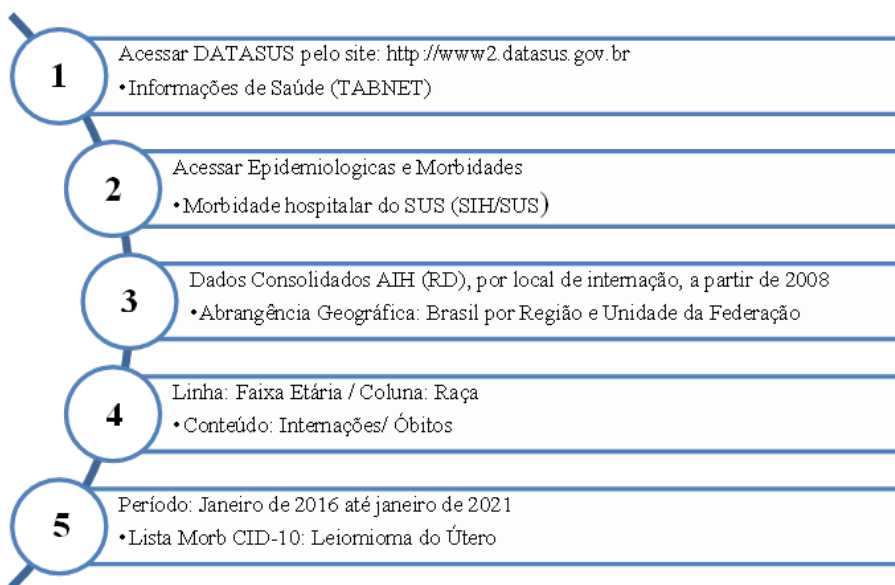 1
Acessar DATASUS pelo site: http://www2.datasus.gov.br
•Informações de Saúde (TABNET)
2
Acessar Epidemiologicas e Morbidades
•Morbidade hospitalar do SUS (SIH/SUS)
3
Dados Consolidados AIH (RD), por local de internação, a partir de 2008
•Abrangência Geográfica: Brasil por Região e Unidade da Federação
4
Linha: Faixa Etária / Coluna: Raça
•Conteúdo: Internações/ Óbitos
5
Período: Janeiro de 2016 até janeiro de 2021
•Lista Morb CID-10: Leiomioma do Útero